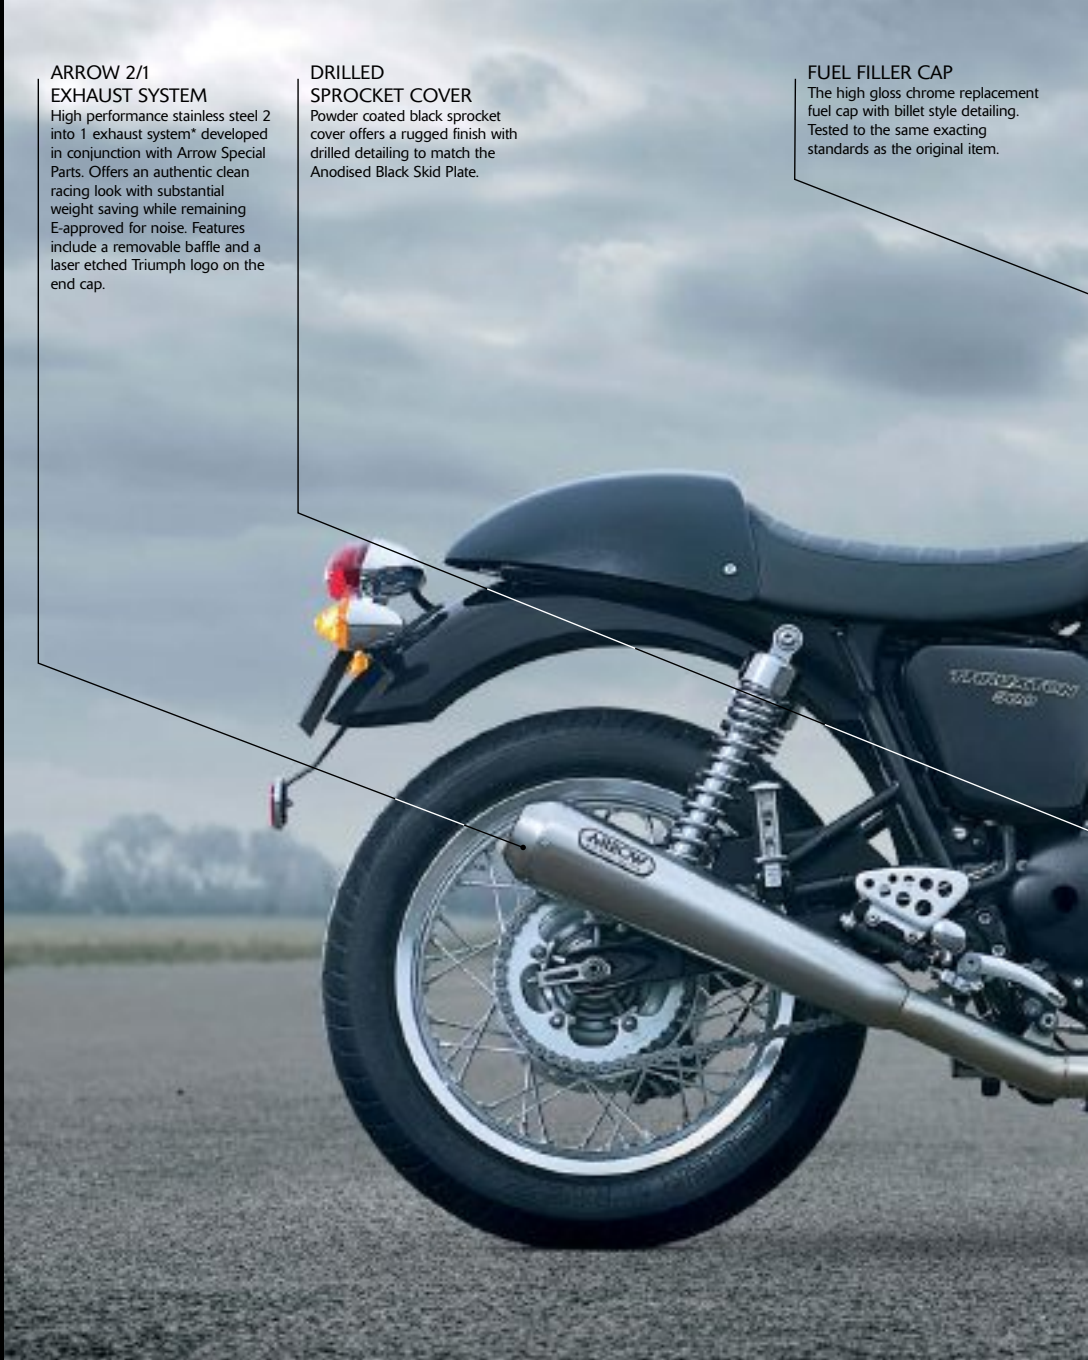 ARROW 2/1
EXHAUST SYSTEM
High performance stainless steel 2
into 1 exhaust system* developed
in conjunction with Arrow Special
Parts. Offers an authentic clean
racing look with substantial
weight saving while remaining
E-approved for noise. Features
include a removable baffle and a
laser etched Triumph logo on the
end cap.
DRILLED
SPROCKET COVER
Powder coated black sprocket
cover offers a rugged finish with
drilled detailing to match the
Anodised Black Skid Plate.
FUEL FILLER CAP
The high gloss chrome replacement
fuel cap with billet style detailing.
Tested to the same exacting
standards as the original item.
THRUXTON
900
ARROW